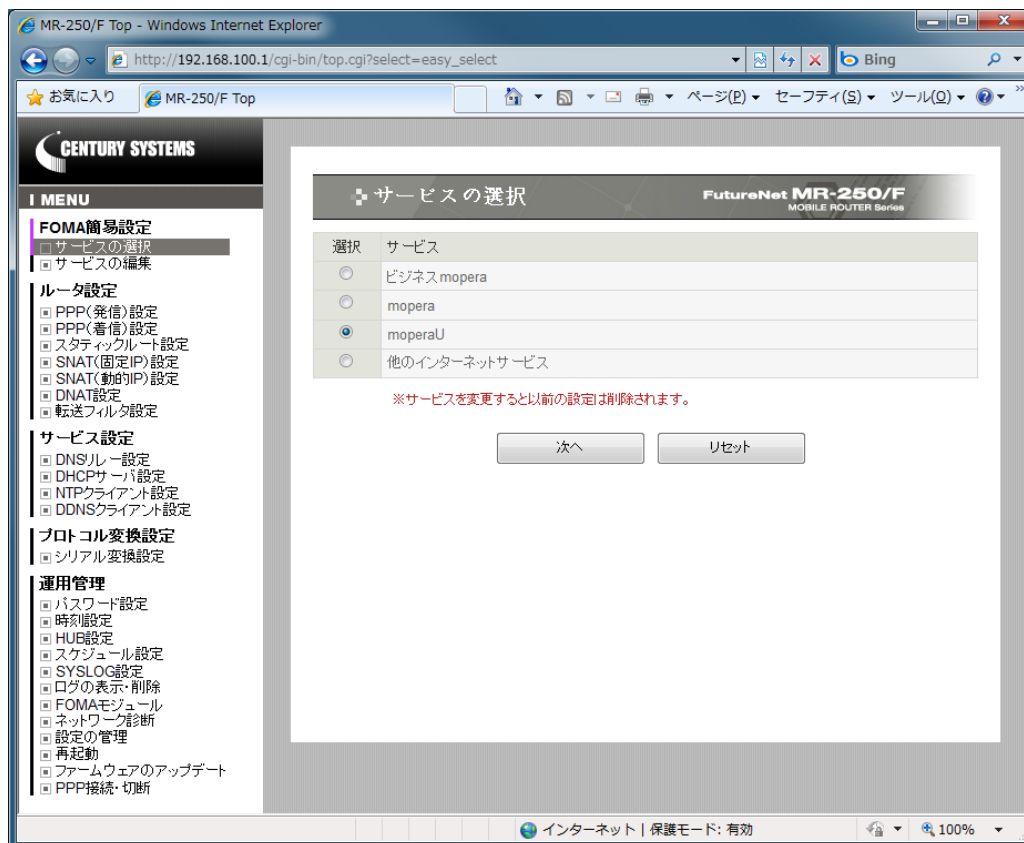 MR-250/F Top - Windows Internet Explorer
http://192.168.100.1/cgi-bin/top.cgi?select=easy_select
Bing
お気に入り
MR-250/F Top
ページ(P)
セーフティ(S)
ツール(O)
CENTURY SYSTEMS
MENU
FOMA簡易設定
サービスの選択
サービスの編集
ルータ設定
PPP(発信)設定
PPP(着信)設定
スタティックルート設定
SNAT(固定IP)設定
SNAT(動的IP)設定
DNAT設定
転送フィルタ設定
サービス設定
DNSリレー設定
DHCPサーバ設定
NTPクライアント設定
DDNSクライアント設定
プロトコル変換設定
シリアル変換設定
運用管理
パスワード設定
時刻設定
HUB設定
スケジュール設定
SYSLOG設定
ログの表示・削除
FOMAモジュール
ネットワーク診断
設定の管理
再起動
ファームウェアのアップデート
PPP接続・切断
サービスの選択
FutureNet MR-250/F
MOBILE ROUTER Series
選択 サービス
ビジネスmopera
mopera
moperaU
他のインターネットサービス
※サービスを変更すると以前の設定は削除されます。
次へ
リセット
インターネット | 保護モード: 有効
100%